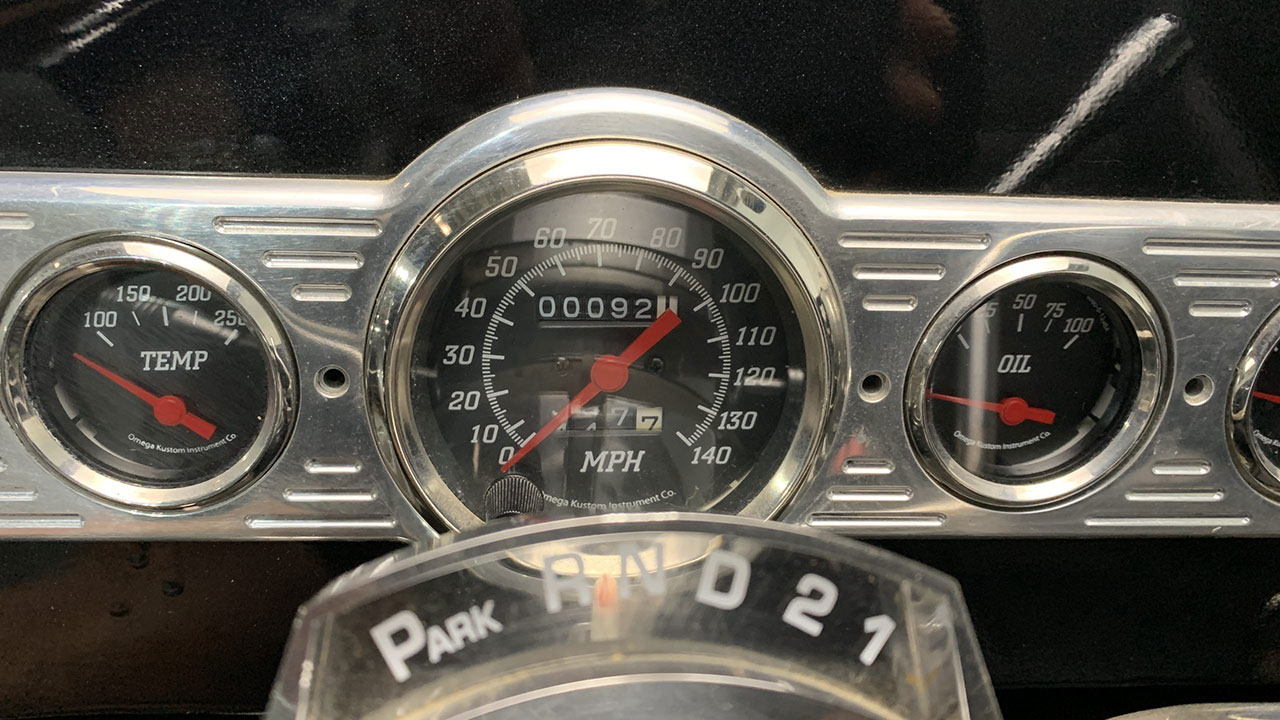 100 150 200 250
TEMP
Omega Kustom Instrument Co.
0 10 20 30 40 50 60 70 80 90 100 110 120 130 140
00092
77
MPH
Omega Kustom Instrument Co.
50 75 100
OIL
Omega Kustom Instrument Co.
PARK R N D 2 1